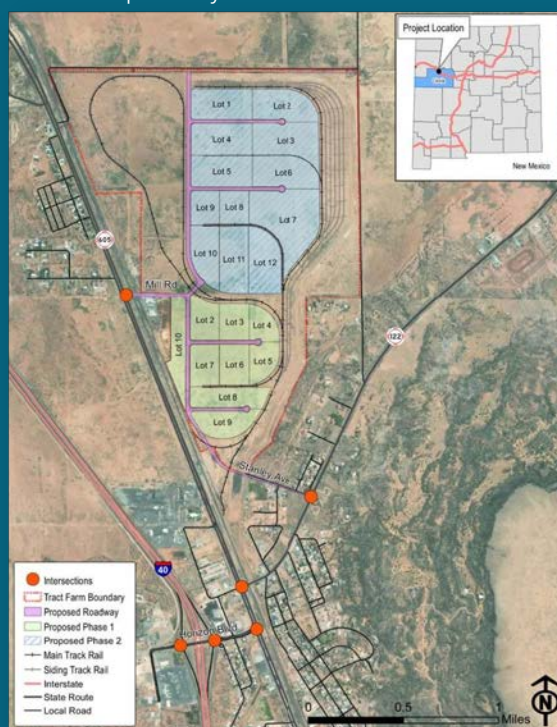 Project Location
New Mexico
Lot 1
Lot 2
Lot 4
Lot 3
Lot 5
Lot 6
Lot 9
Lot 8
Lot 7
Lot 10
Lot 11
Lot 12
605
Mill Rd
Lot 10
Lot 2
Lot 3
Lot 4
Lot 7
Lot 6
Lot 5
Lot 8
Lot 9
122
Stanley Ave
40
Horizon Blvd
Intersections
Tract Farm Boundary
Proposed Roadway
Proposed Phase 1
Proposed Phase 2
Main Track Rail
Siding Track Rail
Interstate
State Route
Local Road
0
0.5
1
Miles
N